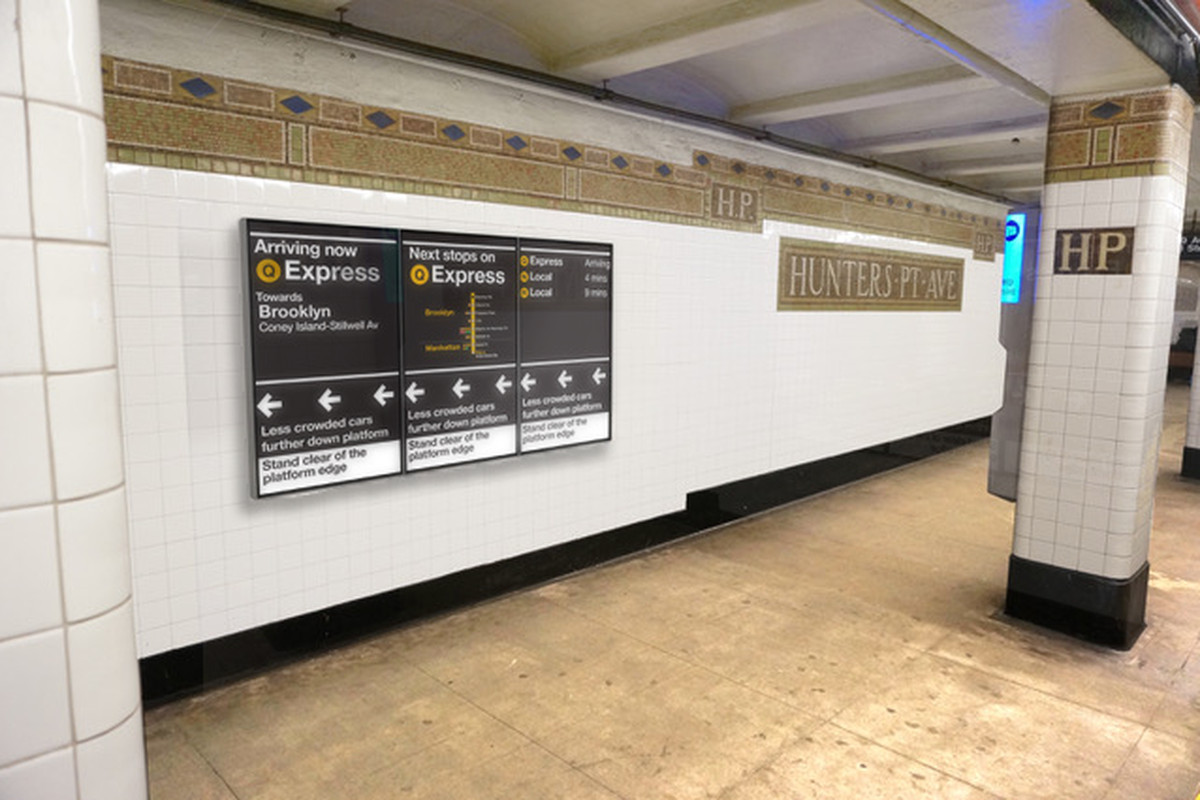 Arriving now
Q Express
Towards
Brooklyn
Coney Island-Stillwell Av
Less crowded cars
further down platform
Stand clear of the
platform edge
Next stops on
Q Express
Brooklyn
Manhattan
Less crowded cars
further down platform
Stand clear of the
platform edge
Express Arriving
Local 4 mins
Local 9 mins
Less crowded cars
further down platform
Stand clear of the
platform edge
H.P.
HUNTERS·PT·AVE
HP
HP